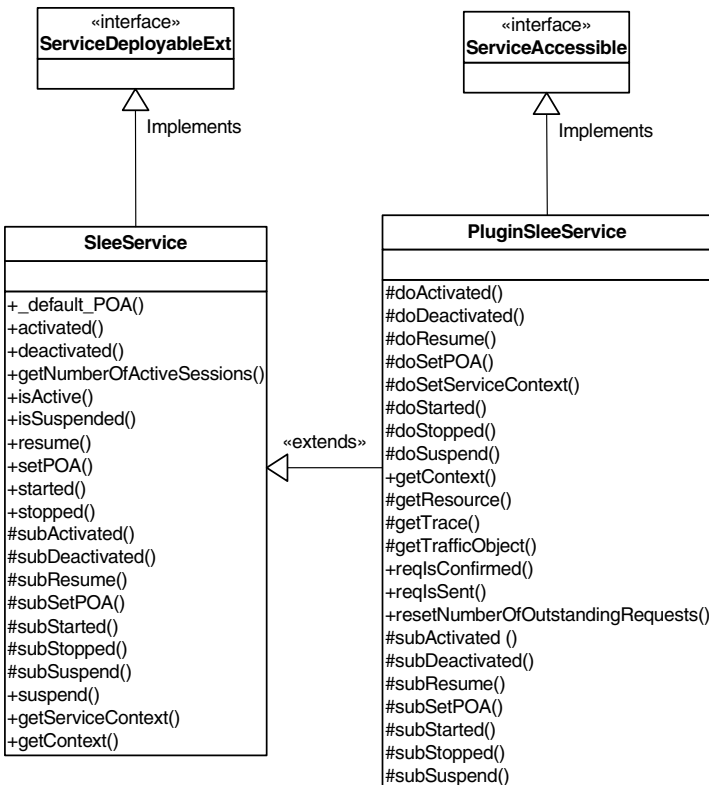 «interface»
ServiceDeployableExt
Implements
«interface»
ServiceAccessible
Implements
SleeService
+_default_POA()
+activated()
+deactivated()
+getNumberOfActiveSessions()
+isActive()
+isSuspended()
+resume()
+setPOA()
+started()
+stopped()
#subActivated()
#subDeactivated()
#subResume()
#subSetPOA()
#subStarted()
#subStopped()
#subSuspend()
+suspend()
+getServiceContext()
+getContext()
«extends»
PluginSleeService
#doActivated()
#doDeactivated()
#doResume()
#doSetPOA()
#doSetServiceContext()
#doStarted()
#doStopped()
#doSuspend()
+getContext()
#getResource()
#getTrace()
#getTrafficObject()
+reqIsConfirmed()
+reqIsSent()
+resetNumberOfOutstandingRequests()
#subActivated ()
#subDeactivated()
#subResume()
#subSetPOA()
#subStarted()
#subStopped()
#subSuspend()